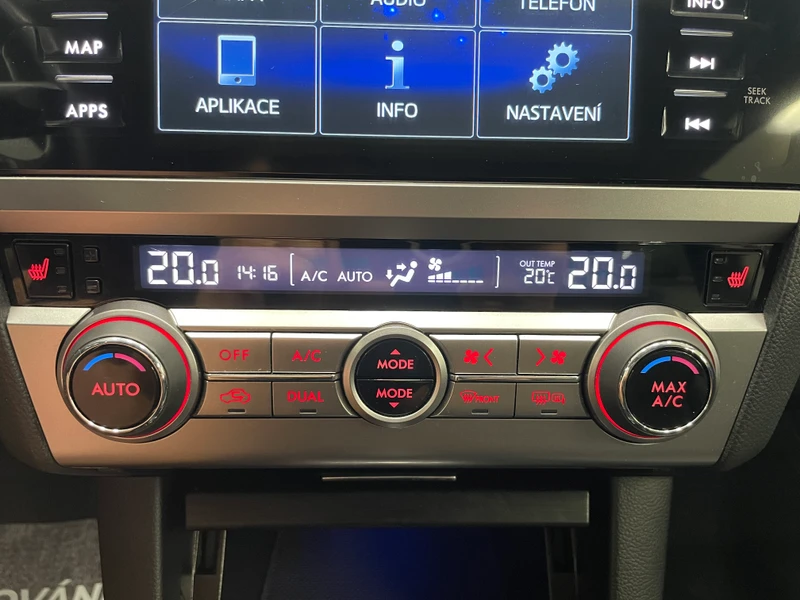 AUDIO
TELEFON
INFO
MAP
APPS
APLIKACE
INFO
NASTAVENÍ
SEEK
TRACK
20.0
14:16
A/C
AUTO
OUT TEMP
20°C
20.0
AUTO
OFF
A/C
MODE
MODE
DUAL
MAX
A/C